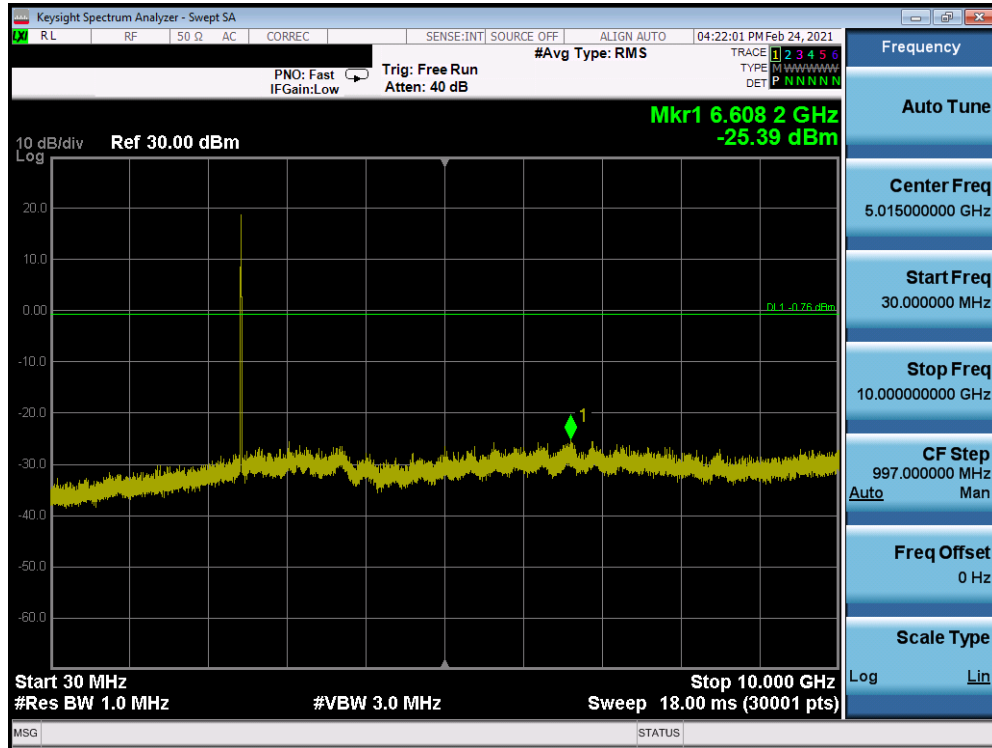 Keysight Spectrum Analyzer - Swept SA
LXI RL RF 50 Ω AC CORREC SENSE:INT SOURCE OFF ALIGN AUTO 04:22:01 PM Feb 24, 2021
#Avg Type: RMS
TRACE 1 2 3 4 5 6
PNO: Fast Trig: Free Run
TYPE M WWWWW
IFGain:Low Atten: 40 dB
DET P N N N N N
Mkr1 6.608 2 GHz
-25.39 dBm
10 dB/div Ref 30.00 dBm
Log
20.0
10.0
0.00
DL1 -0.76 dBm
-10.0
-20.0
1
-30.0
-40.0
-50.0
-60.0
Start 30 MHz Stop 10.000 GHz
#Res BW 1.0 MHz #VBW 3.0 MHz Sweep 18.00 ms (30001 pts)
MSG STATUS
Frequency
Auto Tune
Center Freq
5.015000000 GHz
Start Freq
30.000000 MHz
Stop Freq
10.000000000 GHz
CF Step
997.000000 MHz
Auto Man
Freq Offset
0 Hz
Scale Type
Log Lin